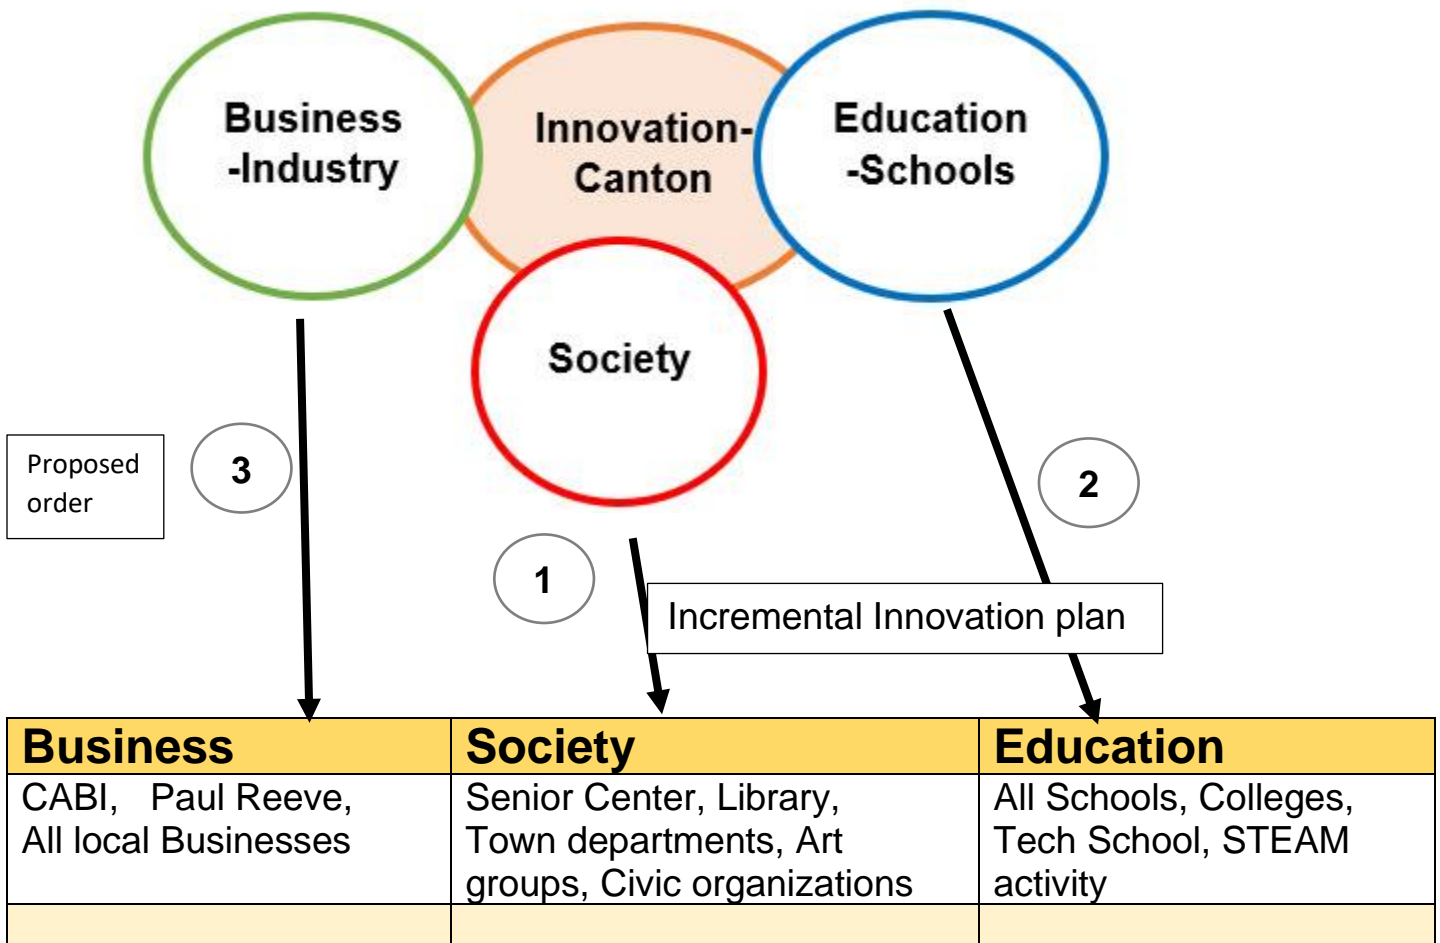 Business
-Industry
Innovation-
Canton
Education
-Schools
Society
Proposed
order
3
2
1
Incremental Innovation plan
Business
Society
Education
CABI,   Paul Reeve,
All local Businesses
Senior Center, Library,
Town departments, Art
groups, Civic organizations
All Schools, Colleges,
Tech School, STEAM
activity